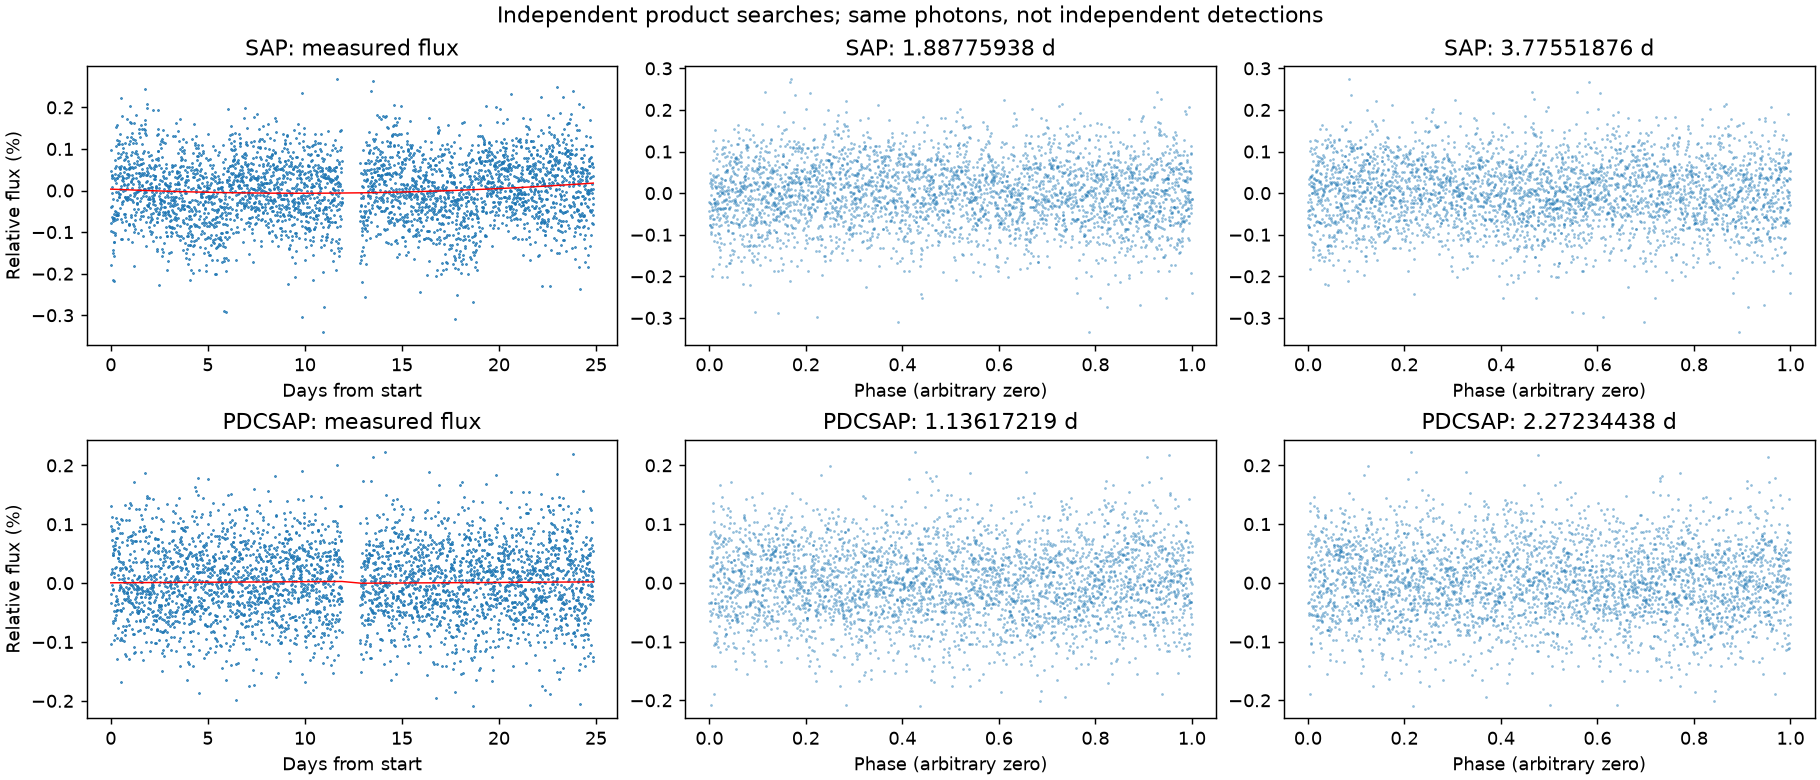 Independent product searches; same photons, not independent detections
SAP: measured flux
SAP: 1.88775938 d
SAP: 3.77551876 d
Relative flux (%)
0.2
0.1
0.0
−0.1
−0.2
−0.3
0 5 10 15 20 25
Days from start
0.3
0.2
0.1
0.0
−0.1
−0.2
−0.3
0.0 0.2 0.4 0.6 0.8 1.0
Phase (arbitrary zero)
0.3
0.2
0.1
0.0
−0.1
−0.2
−0.3
0.0 0.2 0.4 0.6 0.8 1.0
Phase (arbitrary zero)
PDCSAP: measured flux
PDCSAP: 1.13617219 d
PDCSAP: 2.27234438 d
Relative flux (%)
0.2
0.1
0.0
−0.1
−0.2
0 5 10 15 20 25
Days from start
0.2
0.1
0.0
−0.1
−0.2
0.0 0.2 0.4 0.6 0.8 1.0
Phase (arbitrary zero)
0.2
0.1
0.0
−0.1
−0.2
0.0 0.2 0.4 0.6 0.8 1.0
Phase (arbitrary zero)